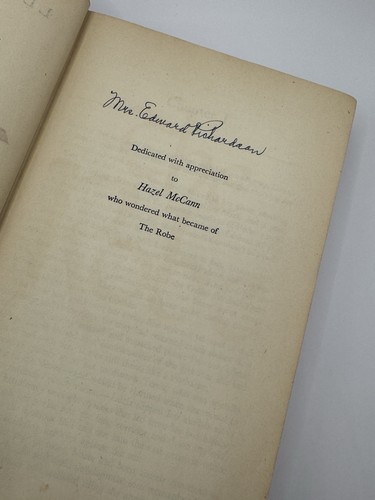 Mrs. Edward Richardson
Dedicated with appreciation
to
Hazel McCann
who wondered what became of
The Robe